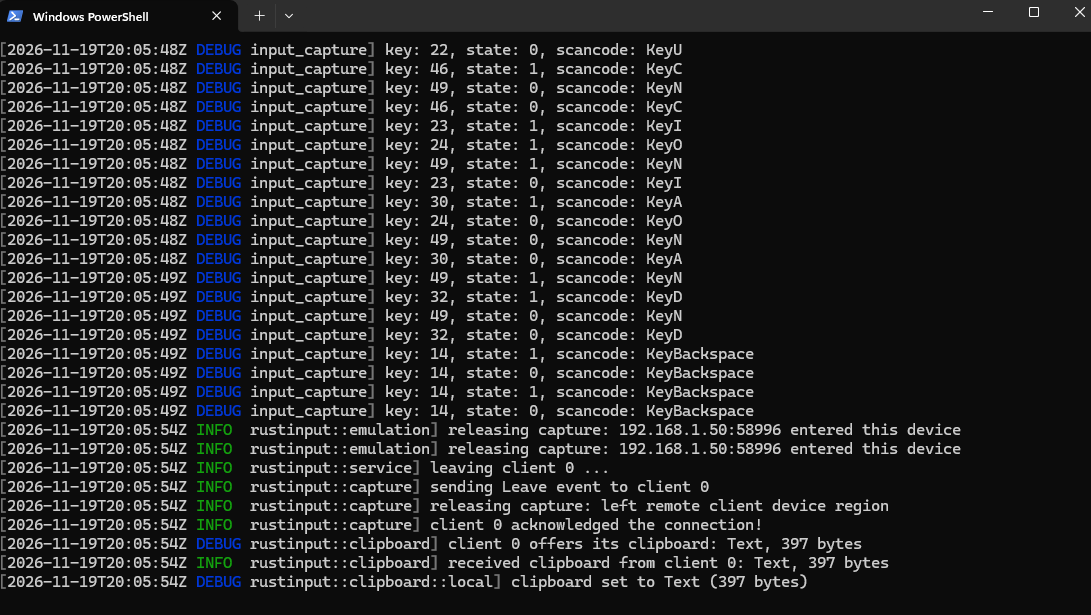 Windows PowerShell
[2026-11-19T20:05:48Z DEBUG input_capture] key: 22, state: 0, scancode: KeyU
[2026-11-19T20:05:48Z DEBUG input_capture] key: 46, state: 1, scancode: KeyC
[2026-11-19T20:05:48Z DEBUG input_capture] key: 49, state: 0, scancode: KeyN
[2026-11-19T20:05:48Z DEBUG input_capture] key: 46, state: 0, scancode: KeyC
[2026-11-19T20:05:48Z DEBUG input_capture] key: 23, state: 1, scancode: KeyI
[2026-11-19T20:05:48Z DEBUG input_capture] key: 24, state: 1, scancode: KeyO
[2026-11-19T20:05:48Z DEBUG input_capture] key: 49, state: 1, scancode: KeyN
[2026-11-19T20:05:48Z DEBUG input_capture] key: 23, state: 0, scancode: KeyI
[2026-11-19T20:05:48Z DEBUG input_capture] key: 30, state: 1, scancode: KeyA
[2026-11-19T20:05:48Z DEBUG input_capture] key: 24, state: 0, scancode: KeyO
[2026-11-19T20:05:48Z DEBUG input_capture] key: 49, state: 0, scancode: KeyN
[2026-11-19T20:05:48Z DEBUG input_capture] key: 30, state: 0, scancode: KeyA
[2026-11-19T20:05:49Z DEBUG input_capture] key: 49, state: 1, scancode: KeyN
[2026-11-19T20:05:49Z DEBUG input_capture] key: 32, state: 1, scancode: KeyD
[2026-11-19T20:05:49Z DEBUG input_capture] key: 49, state: 0, scancode: KeyN
[2026-11-19T20:05:49Z DEBUG input_capture] key: 32, state: 0, scancode: KeyD
[2026-11-19T20:05:49Z DEBUG input_capture] key: 14, state: 1, scancode: KeyBackspace
[2026-11-19T20:05:49Z DEBUG input_capture] key: 14, state: 0, scancode: KeyBackspace
[2026-11-19T20:05:49Z DEBUG input_capture] key: 14, state: 1, scancode: KeyBackspace
[2026-11-19T20:05:49Z DEBUG input_capture] key: 14, state: 0, scancode: KeyBackspace
[2026-11-19T20:05:54Z INFO  rustinput::emulation] releasing capture: 192.168.1.50:58996 entered this device
[2026-11-19T20:05:54Z INFO  rustinput::emulation] releasing capture: 192.168.1.50:58996 entered this device
[2026-11-19T20:05:54Z INFO  rustinput::service] leaving client 0 ...
[2026-11-19T20:05:54Z INFO  rustinput::capture] sending Leave event to client 0
[2026-11-19T20:05:54Z INFO  rustinput::capture] releasing capture: left remote client device region
[2026-11-19T20:05:54Z INFO  rustinput::capture] client 0 acknowledged the connection!
[2026-11-19T20:05:54Z DEBUG rustinput::clipboard] client 0 offers its clipboard: Text, 397 bytes
[2026-11-19T20:05:54Z INFO  rustinput::clipboard] received clipboard from client 0: Text, 397 bytes
[2026-11-19T20:05:54Z DEBUG rustinput::clipboard::local] clipboard set to Text (397 bytes)